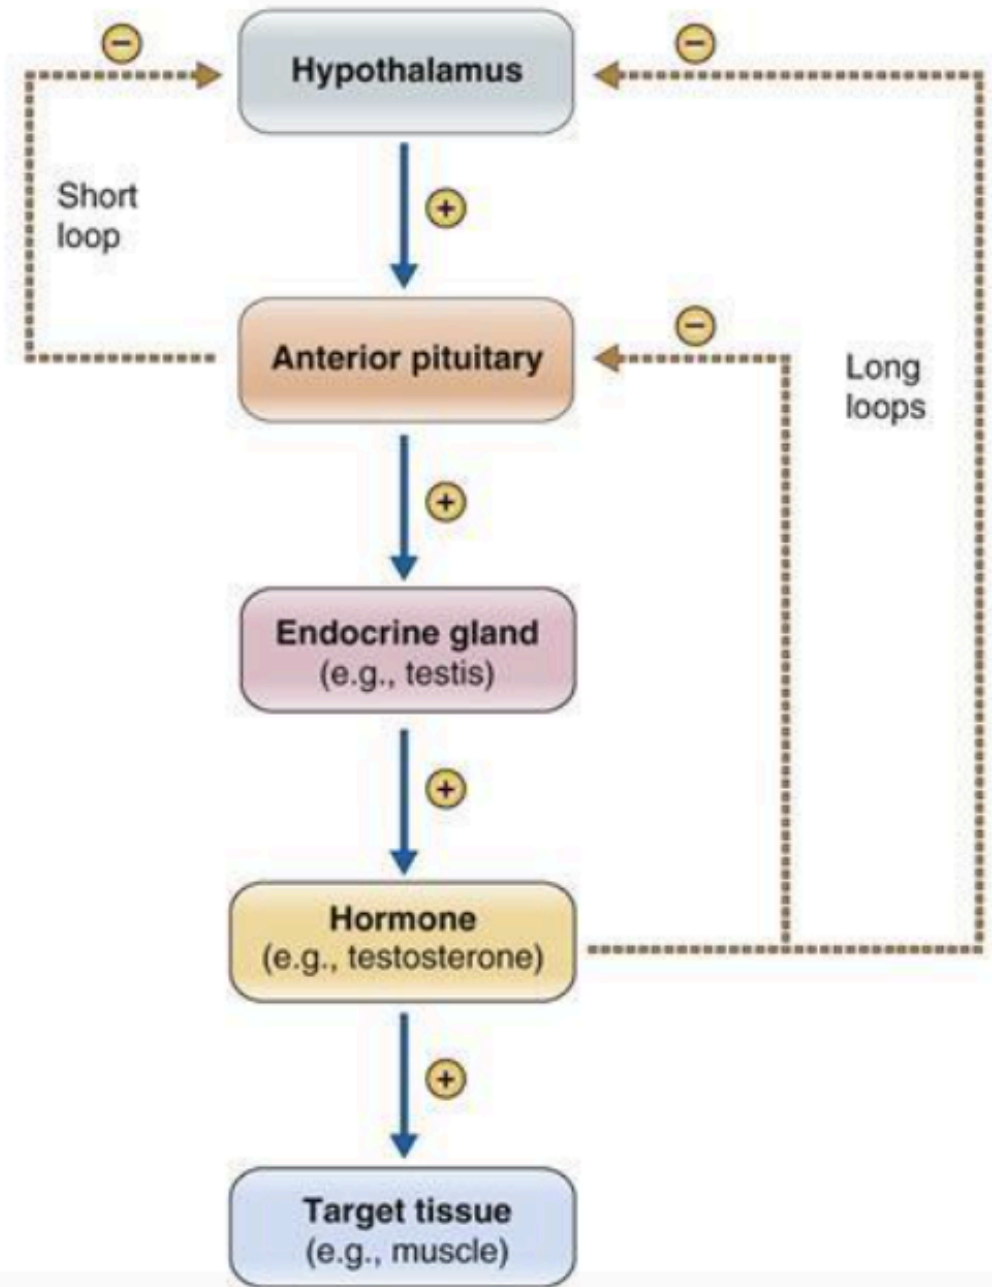 −
−
Hypothalamus
Short
loop
+
−
Anterior pituitary
Long
loops
+
Endocrine gland
(e.g., testis)
+
Hormone
(e.g., testosterone)
+
Target tissue
(e.g., muscle)